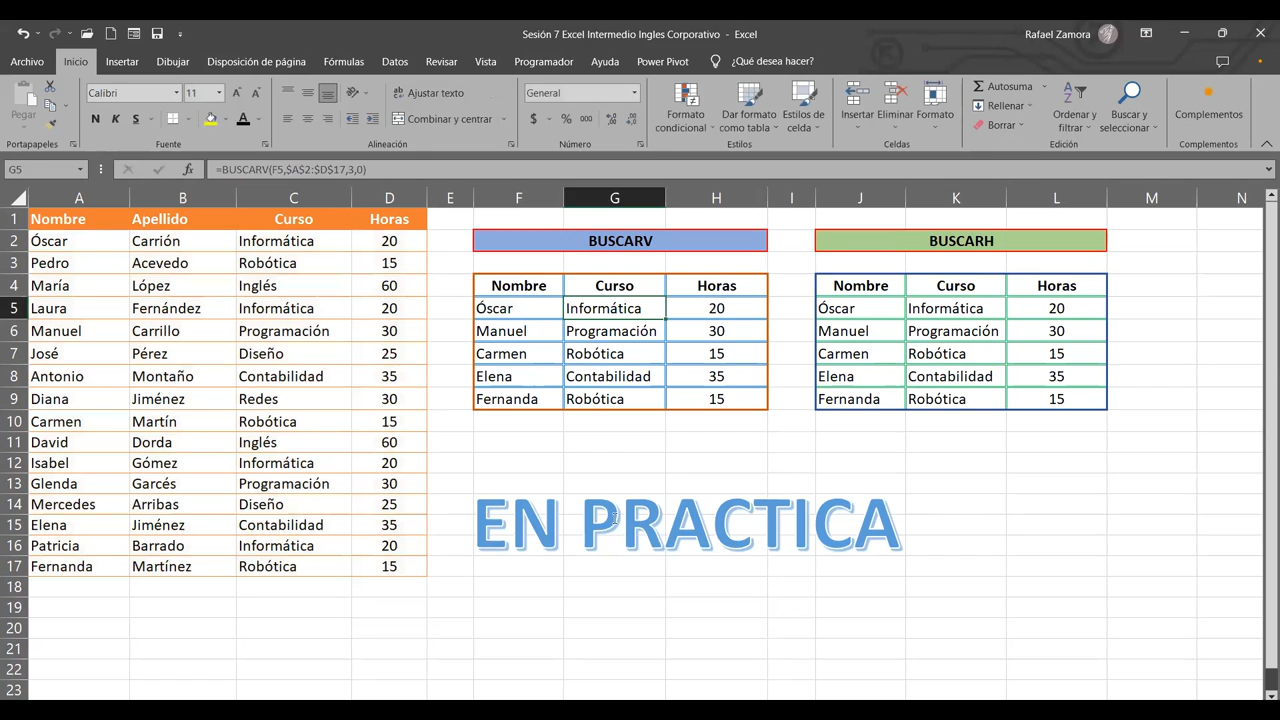 Sesión 7 Excel Intermedio Ingles Corporativo - Excel
Rafael Zamora
Archivo Inicio Insertar Dibujar Disposición de página Fórmulas Datos Revisar Vista Programador Ayuda Power Pivot ¿Qué desea hacer?
Pegar
Calibri 11
N K S
Ajustar texto
Combinar y centrar
General
$ % 000
Formato condicional
Dar formato como tabla
Estilos de celda
Insertar Eliminar Formato
Autosuma
Rellenar
Borrar
Ordenar y filtrar
Buscar y seleccionar
Complementos
Portapapeles Fuente Alineación Número Estilos Celdas Edición Complementos
G5 fx =BUSCARV(F5,$A$2:$D$17,3,0)
A B C D E F G H I J K L M N
1 Nombre Apellido Curso Horas
2 Óscar Carrión Informática 20 BUSCARV BUSCARH
3 Pedro Acevedo Robótica 15
4 María López Inglés 60 Nombre Curso Horas Nombre Curso Horas
5 Laura Fernández Informática 20 Óscar Informática 20 Óscar Informática 20
6 Manuel Carrillo Programación 30 Manuel Programación 30 Manuel Programación 30
7 José Pérez Diseño 25 Carmen Robótica 15 Carmen Robótica 15
8 Antonio Montaño Contabilidad 35 Elena Contabilidad 35 Elena Contabilidad 35
9 Diana Jiménez Redes 30 Fernanda Robótica 15 Fernanda Robótica 15
10 Carmen Martín Robótica 15
11 David Dorda Inglés 60
12 Isabel Gómez Informática 20
13 Glenda Garcés Programación 30
14 Mercedes Arribas Diseño 25
EN PRACTICA
15 Elena Jiménez Contabilidad 35
16 Patricia Barrado Informática 20
17 Fernanda Martínez Robótica 15
18
19
20
21
22
23